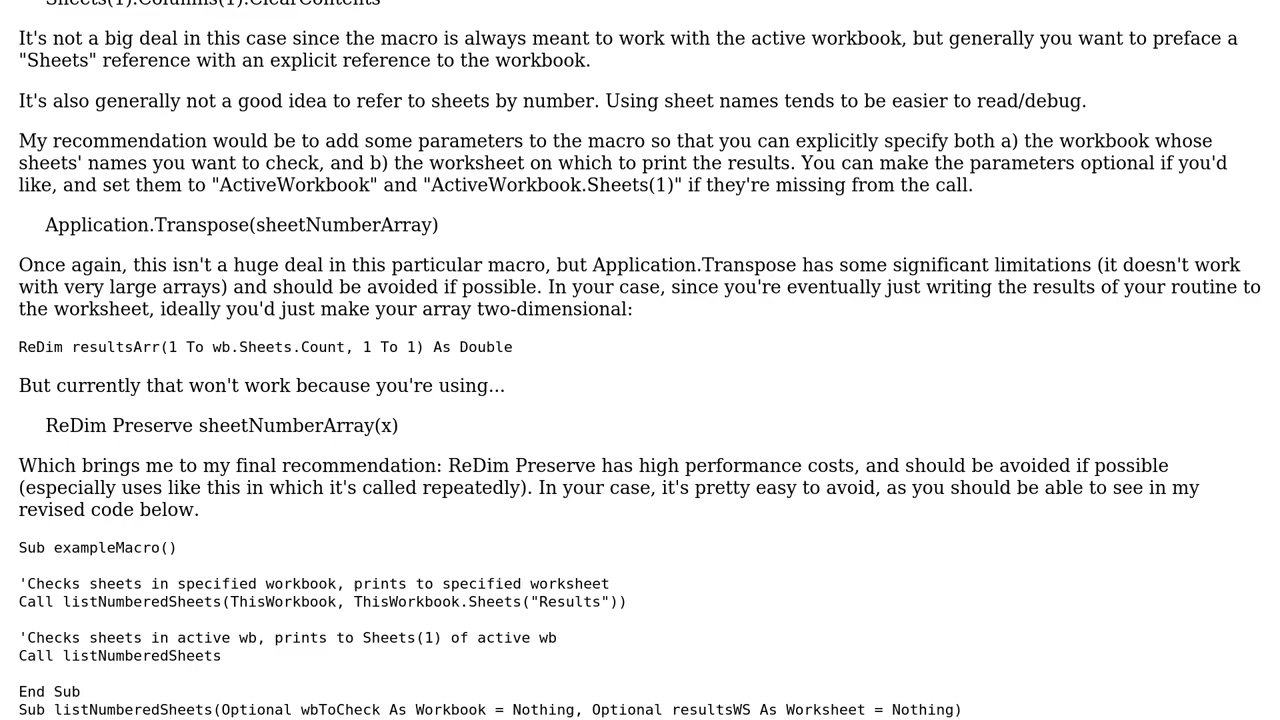 Sheets(1).Columns(1).ClearContents
It's not a big deal in this case since the macro is always meant to work with the active workbook, but generally you want to preface a
"Sheets" reference with an explicit reference to the workbook.
It's also generally not a good idea to refer to sheets by number. Using sheet names tends to be easier to read/debug.
My recommendation would be to add some parameters to the macro so that you can explicitly specify both a) the workbook whose
sheets' names you want to check, and b) the worksheet on which to print the results. You can make the parameters optional if you'd
like, and set them to "ActiveWorkbook" and "ActiveWorkbook.Sheets(1)" if they're missing from the call.
Application.Transpose(sheetNumberArray)
Once again, this isn't a huge deal in this particular macro, but Application.Transpose has some significant limitations (it doesn't work
with very large arrays) and should be avoided if possible. In your case, since you're eventually just writing the results of your routine to
the worksheet, ideally you'd just make your array two-dimensional:
ReDim resultsArr(1 To wb.Sheets.Count, 1 To 1) As Double
But currently that won't work because you're using...
ReDim Preserve sheetNumberArray(x)
Which brings me to my final recommendation: ReDim Preserve has high performance costs, and should be avoided if possible
(especially uses like this in which it's called repeatedly). In your case, it's pretty easy to avoid, as you should be able to see in my
revised code below.
Sub exampleMacro()
'Checks sheets in specified workbook, prints to specified worksheet
Call listNumberedSheets(ThisWorkbook, ThisWorkbook.Sheets("Results"))
'Checks sheets in active wb, prints to Sheets(1) of active wb
Call listNumberedSheets
End Sub
Sub listNumberedSheets(Optional wbToCheck As Workbook = Nothing, Optional resultsWS As Worksheet = Nothing)